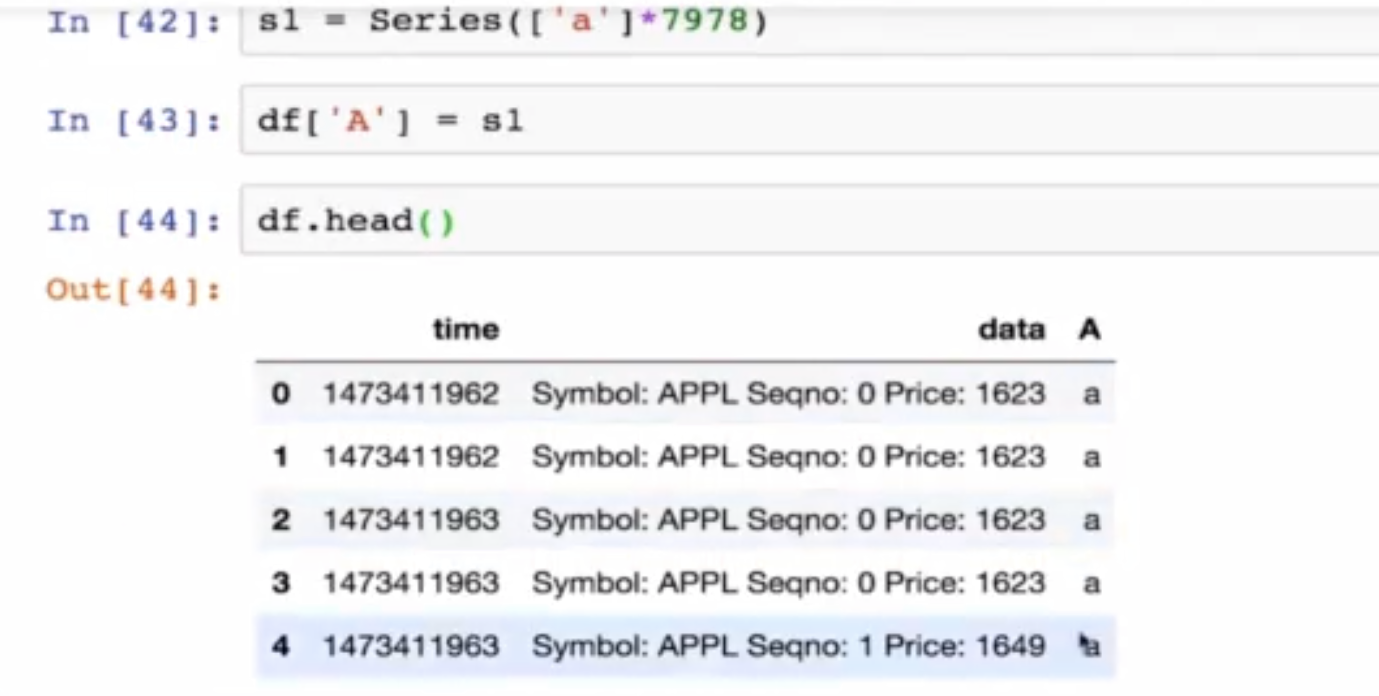 In [42]: s1 = Series(['a']*7978)
In [43]: df['A'] = s1
In [44]: df.head()
Out[44]:
time data A
0 1473411962 Symbol: APPL Seqno: 0 Price: 1623 a
1 1473411962 Symbol: APPL Seqno: 0 Price: 1623 a
2 1473411963 Symbol: APPL Seqno: 0 Price: 1623 a
3 1473411963 Symbol: APPL Seqno: 0 Price: 1623 a
4 1473411963 Symbol: APPL Seqno: 1 Price: 1649 a